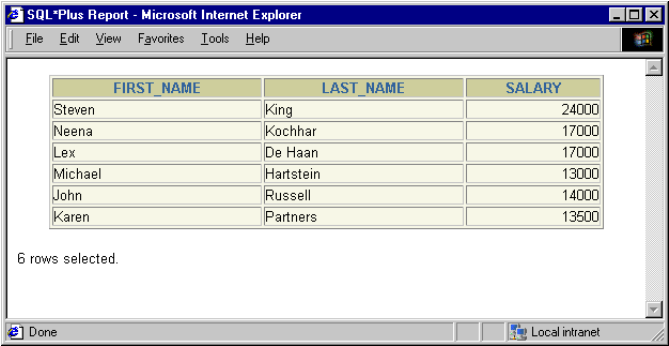 SQL*Plus Report - Microsoft Internet Explorer
File Edit View Favorites Tools Help
FIRST_NAME LAST_NAME SALARY
Steven King 24000
Neena Kochhar 17000
Lex De Haan 17000
Michael Hartstein 13000
John Russell 14000
Karen Partners 13500
6 rows selected.
Done Local intranet